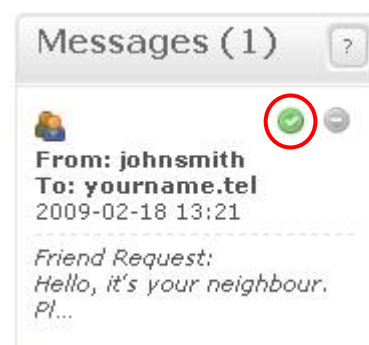 Messages (1) ?
From: johnsmith
To: yourname.tel
2009-02-18 13:21
Friend Request:
Hello, it's your neighbour.
Pl...